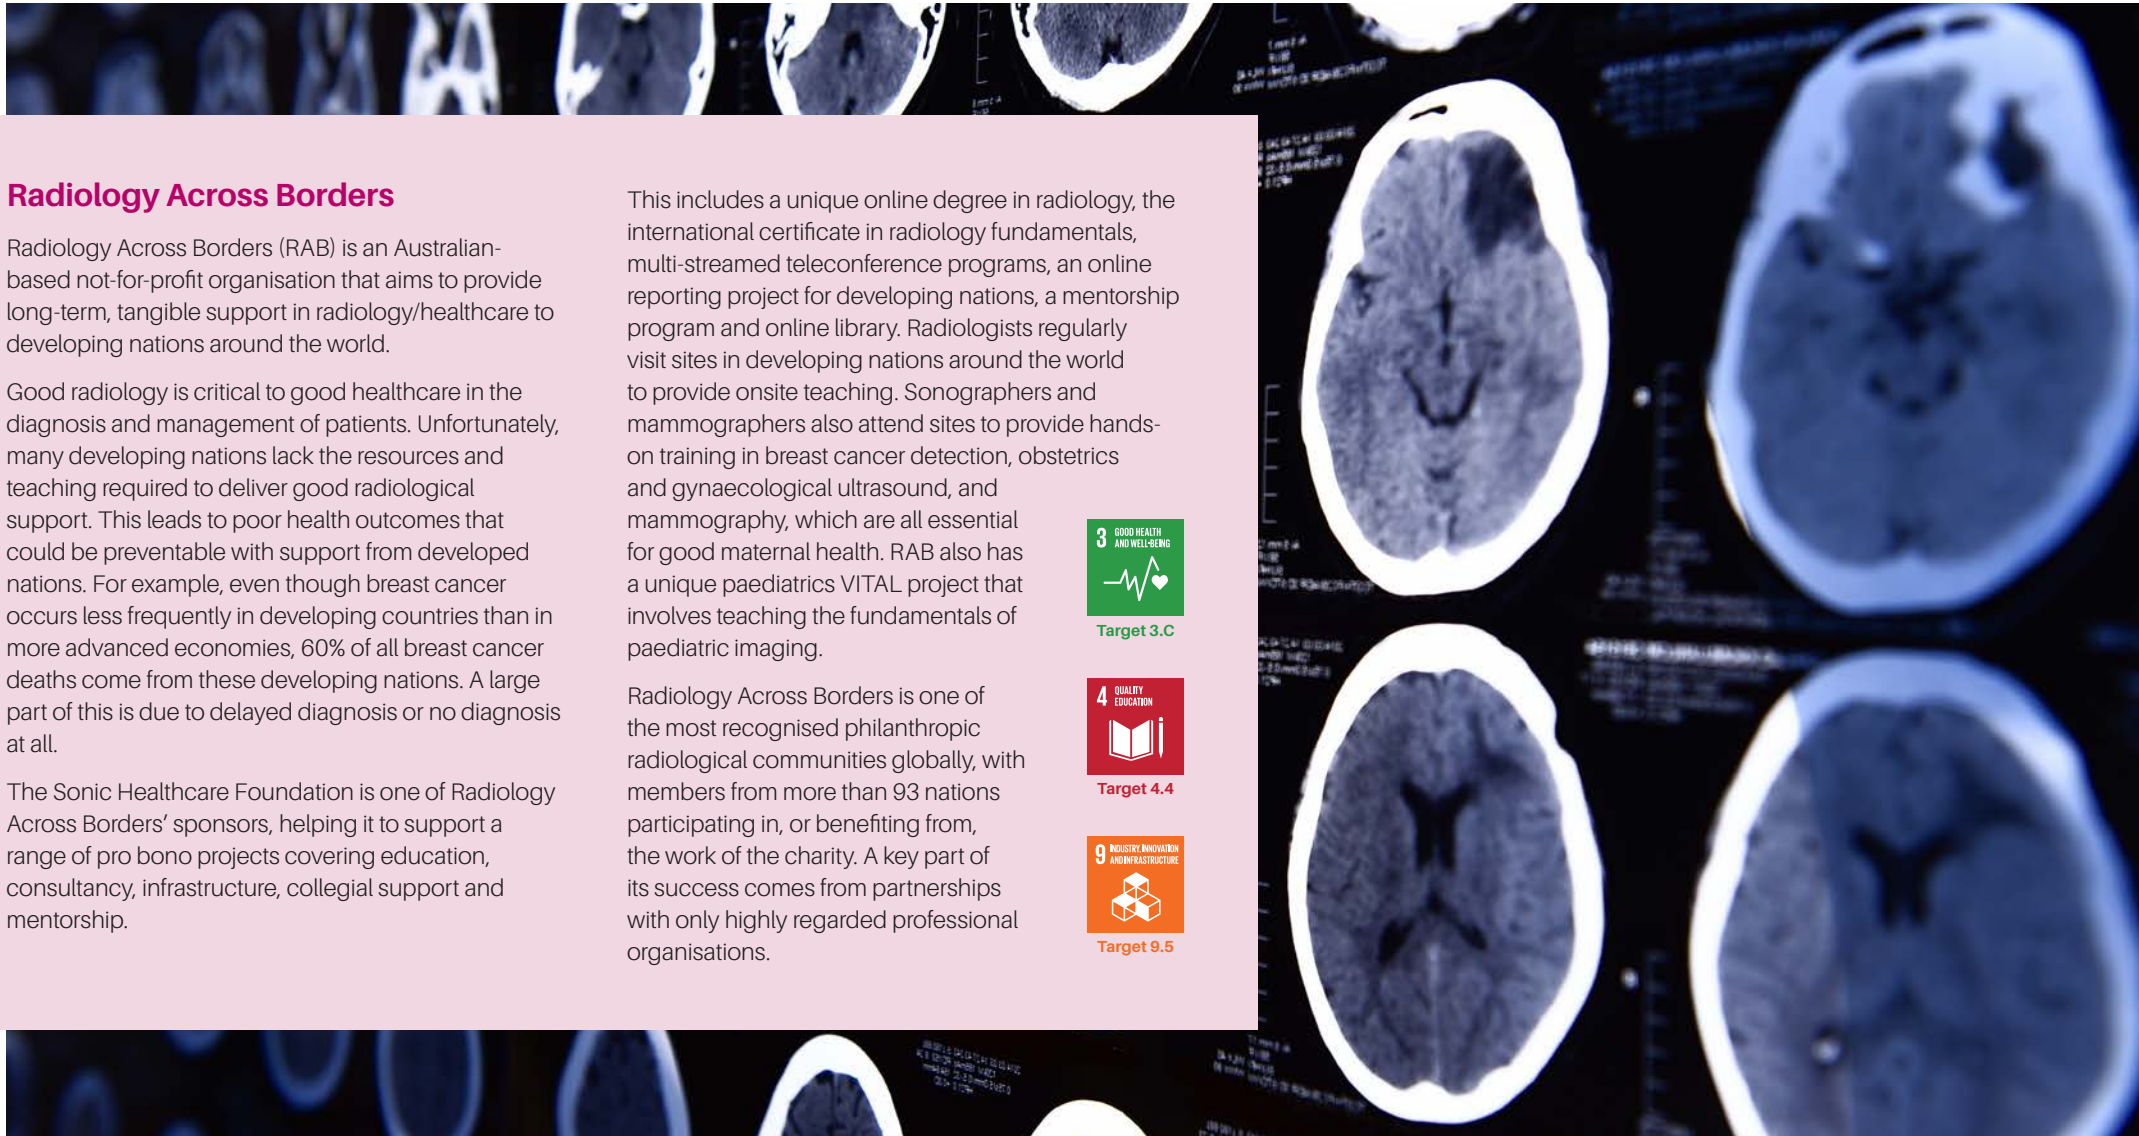 Radiology Across Borders
Radiology Across Borders (RAB) is an Australian-
based not-for-profit organisation that aims to provide
long-term, tangible support in radiology/healthcare to
developing nations around the world.
Good radiology is critical to good healthcare in the
diagnosis and management of patients. Unfortunately,
many developing nations lack the resources and
teaching required to deliver good radiological
support. This leads to poor health outcomes that
could be preventable with support from developed
nations. For example, even though breast cancer
occurs less frequently in developing countries than in
more advanced economies, 60% of all breast cancer
deaths come from these developing nations. A large
part of this is due to delayed diagnosis or no diagnosis
at all.
The Sonic Healthcare Foundation is one of Radiology
Across Borders’ sponsors, helping it to support a
range of pro bono projects covering education,
consultancy, infrastructure, collegial support and
mentorship.
This includes a unique online degree in radiology, the
international certificate in radiology fundamentals,
multi-streamed teleconference programs, an online
reporting project for developing nations, a mentorship
program and online library. Radiologists regularly
visit sites in developing nations around the world
to provide onsite teaching. Sonographers and
mammographers also attend sites to provide hands-
on training in breast cancer detection, obstetrics
and gynaecological ultrasound, and
mammography, which are all essential
for good maternal health. RAB also has
a unique paediatrics VITAL project that
involves teaching the fundamentals of
paediatric imaging.
Radiology Across Borders is one of
the most recognised philanthropic
radiological communities globally, with
members from more than 93 nations
participating in, or benefiting from,
the work of the charity. A key part of
its success comes from partnerships
with only highly regarded professional
organisations.
3 GOOD HEALTH
AND WELL-BEING
Target 3.C
4 QUALITY
EDUCATION
Target 4.4
9 INDUSTRY, INNOVATION
AND INFRASTRUCTURE
Target 9.5